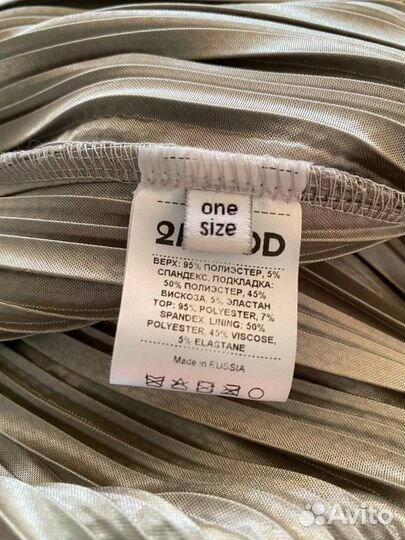 one
size
ВЕРХ: 95% ПОЛИЭСТЕР, 5%
СПАНДЕКС, ПОДКЛАДКА:
50% ПОЛИЭСТЕР, 45%
ВИСКОЗА, 5% ЭЛАСТАН
TOP: 95% POLYESTER, 7%
SPANDEX. LINING: 50%
POLYESTER, 45% VISCOSE,
5% ELASTANE
Made in RUSSIA
Avito